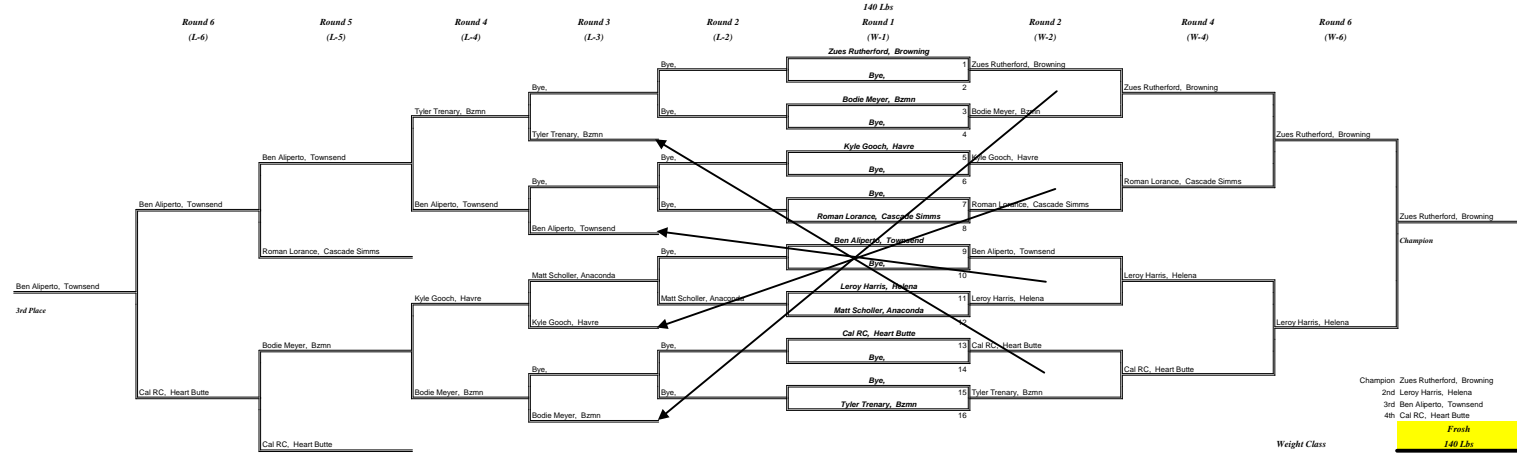 140 Lbs
Round 6 Round 5 Round 4 Round 3 Round 2 Round 1 Round 2 Round 4 Round 6
(L-6) (L-5) (L-4) (L-3) (L-2) (W-1) (W-2) (W-4) (W-6)
Zues Rutherford, Browning
Bye, 1 Zues Rutherford, Browning
Bye,
2
Bye, Zues Rutherford, Browning
Bodie Meyer, Bzmn
Tyler Trenary, Bzmn Bye, 3 Bodie Meyer, Bzmn
Bye,
Tyler Trenary, Bzmn 4 Zues Rutherford, Browning
Kyle Gooch, Havre
Ben Aliperto, Townsend Bye, 5 Kyle Gooch, Havre
Bye,
6
Bye, Roman Lorance, Cascade Simms
Bye,
Ben Aliperto, Townsend Ben Aliperto, Townsend Bye, 7 Roman Lorance, Cascade Simms
Roman Lorance, Cascade Simms Zues Rutherford, Browning
Ben Aliperto, Townsend 8
Ben Aliperto, Townsend Champion
Roman Lorance, Cascade Simms Bye, 9 Ben Aliperto, Townsend
Bye,
Matt Scholler, Anaconda 10 Leroy Harris, Helena
Ben Aliperto, Townsend Leroy Harris, Helena
Kyle Gooch, Havre Matt Scholler, Anaconda 11 Leroy Harris, Helena
3rd Place Matt Scholler, Anaconda
Kyle Gooch, Havre 12 Leroy Harris, Helena
Cal RC, Heart Butte
Bodie Meyer, Bzmn Bye, 13 Cal RC, Heart Butte
Bye,
Bye, 14 Cal RC, Heart Butte
Bye, Champion Zues Rutherford, Browning
Cal RC, Heart Butte Bodie Meyer, Bzmn Bye, 15 Tyler Trenary, Bzmn 2nd Leroy Harris, Helena
Tyler Trenary, Bzmn 3rd Ben Aliperto, Townsend
Bodie Meyer, Bzmn 16 4th Cal RC, Heart Butte
Frosh
Cal RC, Heart Butte Weight Class 140 Lbs